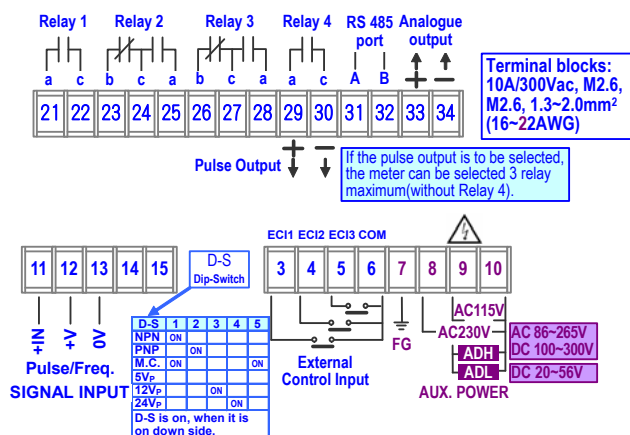 Relay 1 Relay 2 Relay 3 Relay 4 RS 485 port Analogue output
a c b c a b c a a c A B + −
21 22 23 24 25 26 27 28 29 30 31 32 33 34
Terminal blocks:
10A/300Vac, M2.6,
M2.6, 1.3~2.0mm²
(16~22AWG)
Pulse Output + −
If the pulse output is to be selected,
the meter can be selected 3 relay
maximum(without Relay 4).
11 12 13 14 15
+IN +V 0V
Pulse/Freq.
SIGNAL INPUT
D-S
Dip-Switch
D-S 1 2 3 4 5
NPN ON
PNP ON
M.C. ON ON
5VP
12VP ON
24VP ON
D-S is on, when it is
on down side.
ECI1 ECI2 ECI3 COM
3 4 5 6 7 8 9 10
External
Control Input
FG
AC115V
AC230V
AC 86~265V
DC 100~300V
ADH
ADL
DC 20~56V
AUX. POWER